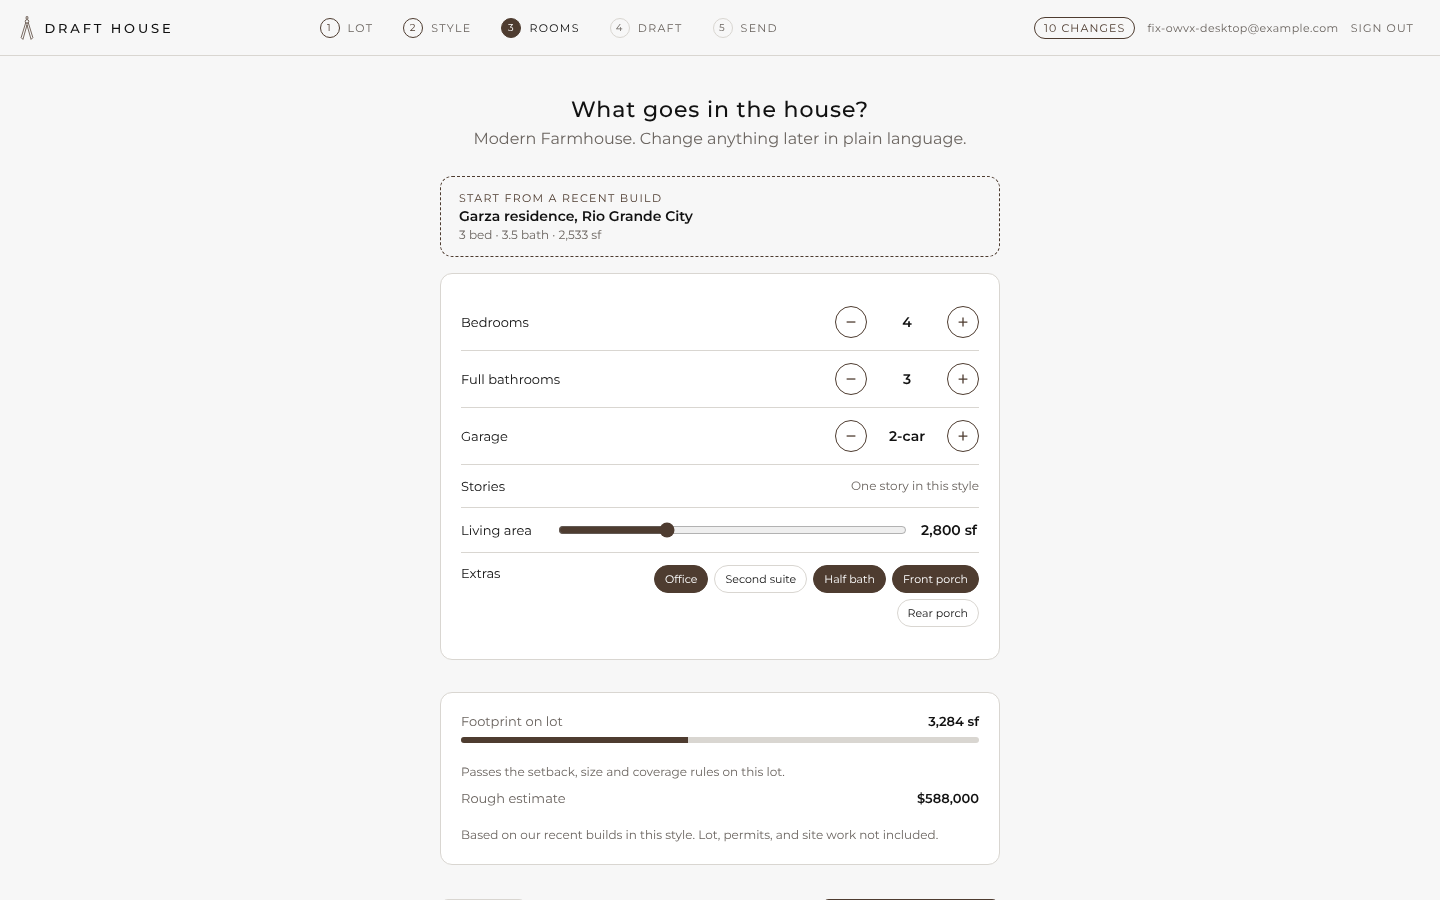 DRAFT HOUSE
1 LOT
2 STYLE
3 ROOMS
4 DRAFT
5 SEND
10 CHANGES
fix-owvx-desktop@example.com
SIGN OUT
What goes in the house?
Modern Farmhouse. Change anything later in plain language.
START FROM A RECENT BUILD
Garza residence, Rio Grande City
3 bed · 3.5 bath · 2,533 sf
Bedrooms − 4 +
Full bathrooms − 3 +
Garage − 2-car +
Stories One story in this style
Living area 2,800 sf
Extras Office Second suite Half bath Front porch
Rear porch
Footprint on lot 3,284 sf
Passes the setback, size and coverage rules on this lot.
Rough estimate $588,000
Based on our recent builds in this style. Lot, permits, and site work not included.